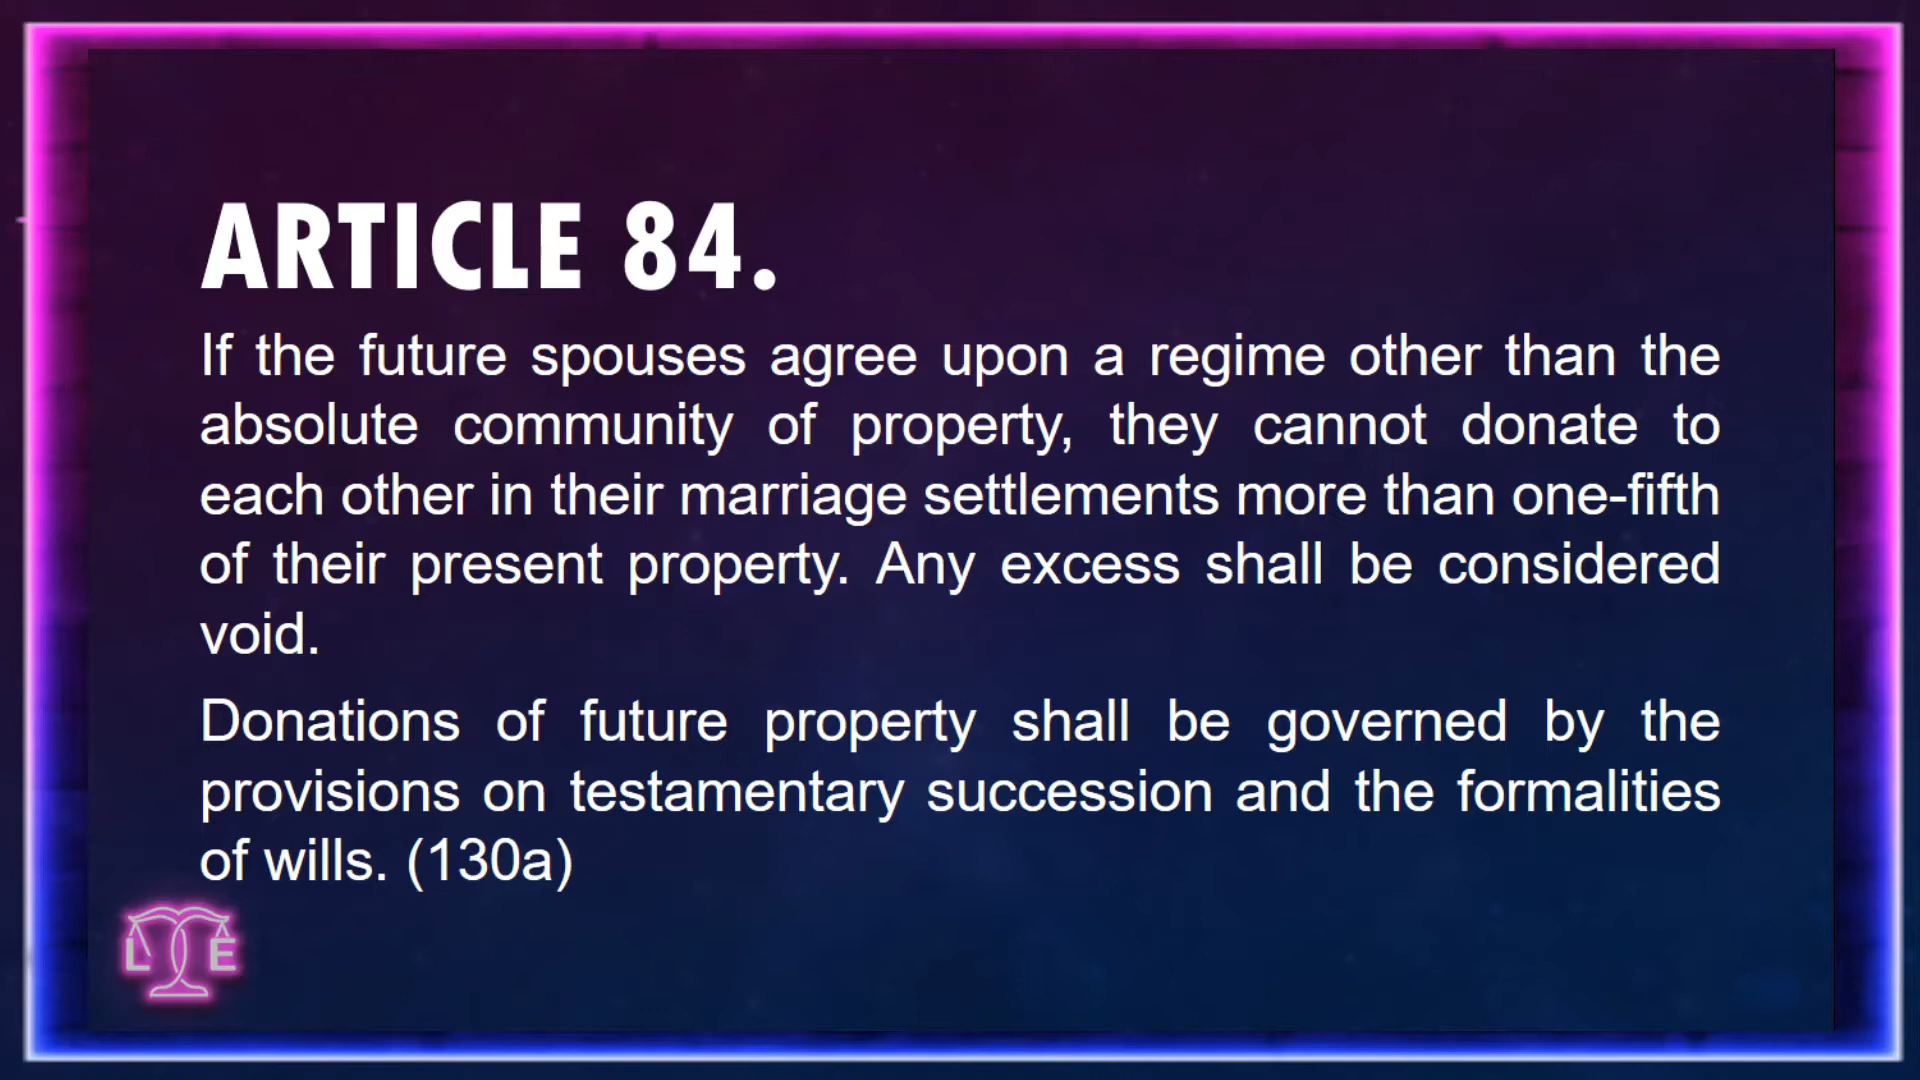 ARTICLE 84.
If the future spouses agree upon a regime other than the
absolute community of property, they cannot donate to
each other in their marriage settlements more than one-fifth
of their present property. Any excess shall be considered
void.
Donations of future property shall be governed by the
provisions on testamentary succession and the formalities
of wills. (130a)
L E